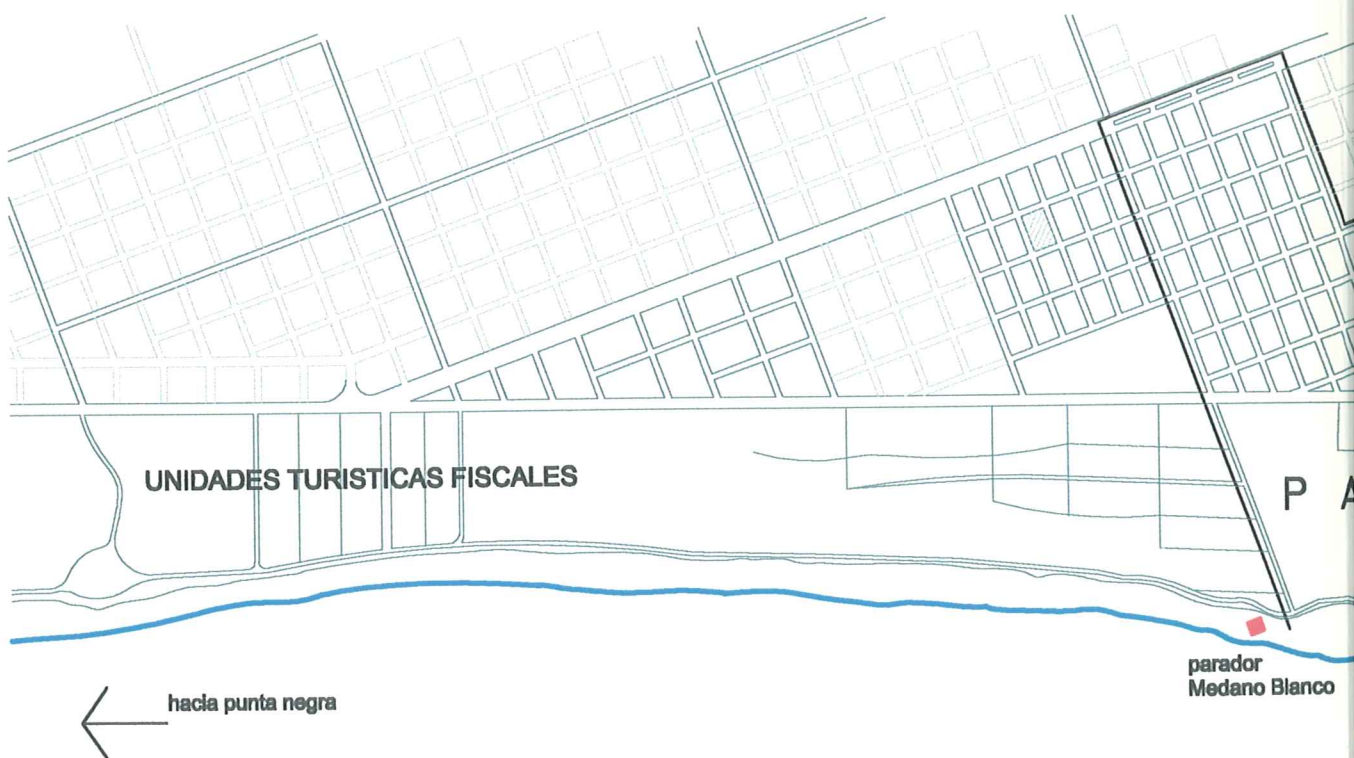 UNIDADES TURISTICAS FISCALES
P A
parador
Medano Blanco
hacia punta negra